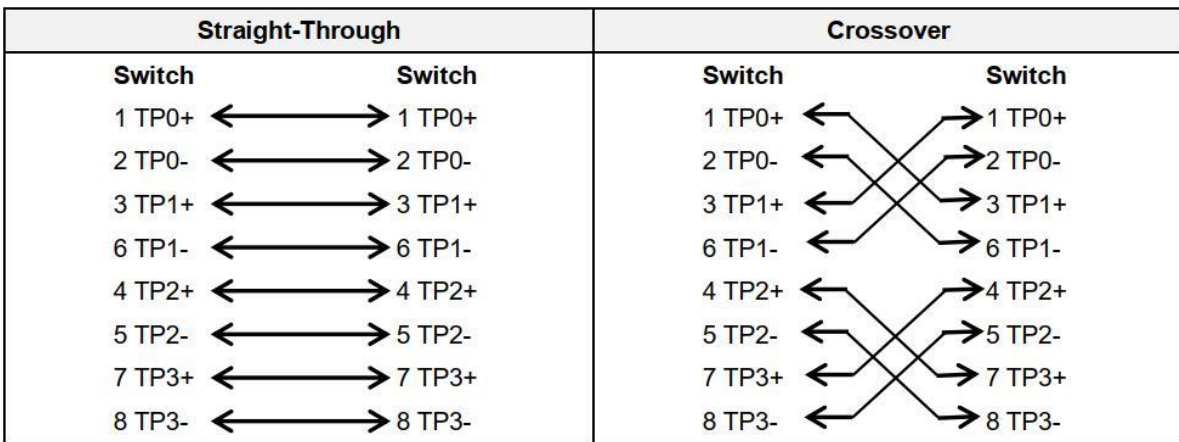 Straight-Through Crossover
Switch Switch Switch Switch
1 TP0+ 1 TP0+ 1 TP0+ 1 TP0+
2 TP0- 2 TP0- 2 TP0- 2 TP0-
3 TP1+ 3 TP1+ 3 TP1+ 3 TP1+
6 TP1- 6 TP1- 6 TP1- 6 TP1-
4 TP2+ 4 TP2+ 4 TP2+ 4 TP2+
5 TP2- 5 TP2- 5 TP2- 5 TP2-
7 TP3+ 7 TP3+ 7 TP3+ 7 TP3+
8 TP3- 8 TP3- 8 TP3- 8 TP3-